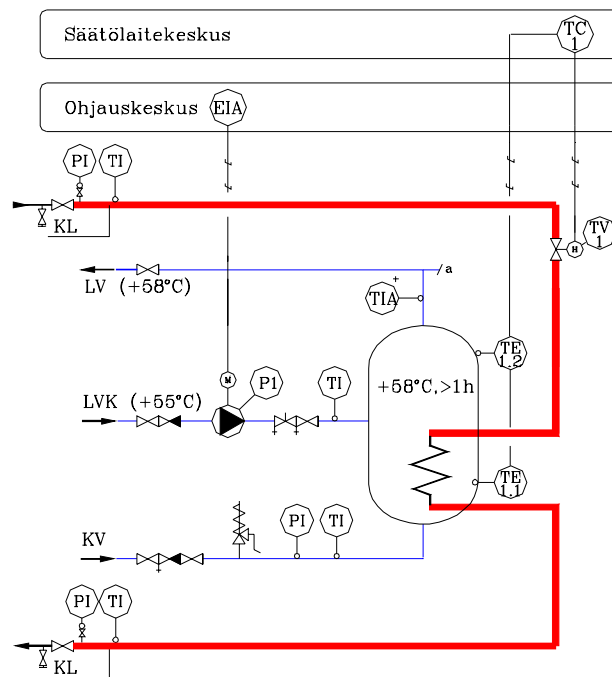 Säätölaitekeskus
TC
1
Ohjauskeskus
EIA
PI
TI
KL
TV
1
H
LV (+58°C)
a
+
TIA
TE
1.2
M
P1
TI
+58°C,>1h
LVK (+55°C)
TE
1.1
PI
TI
KV
PI
TI
KL